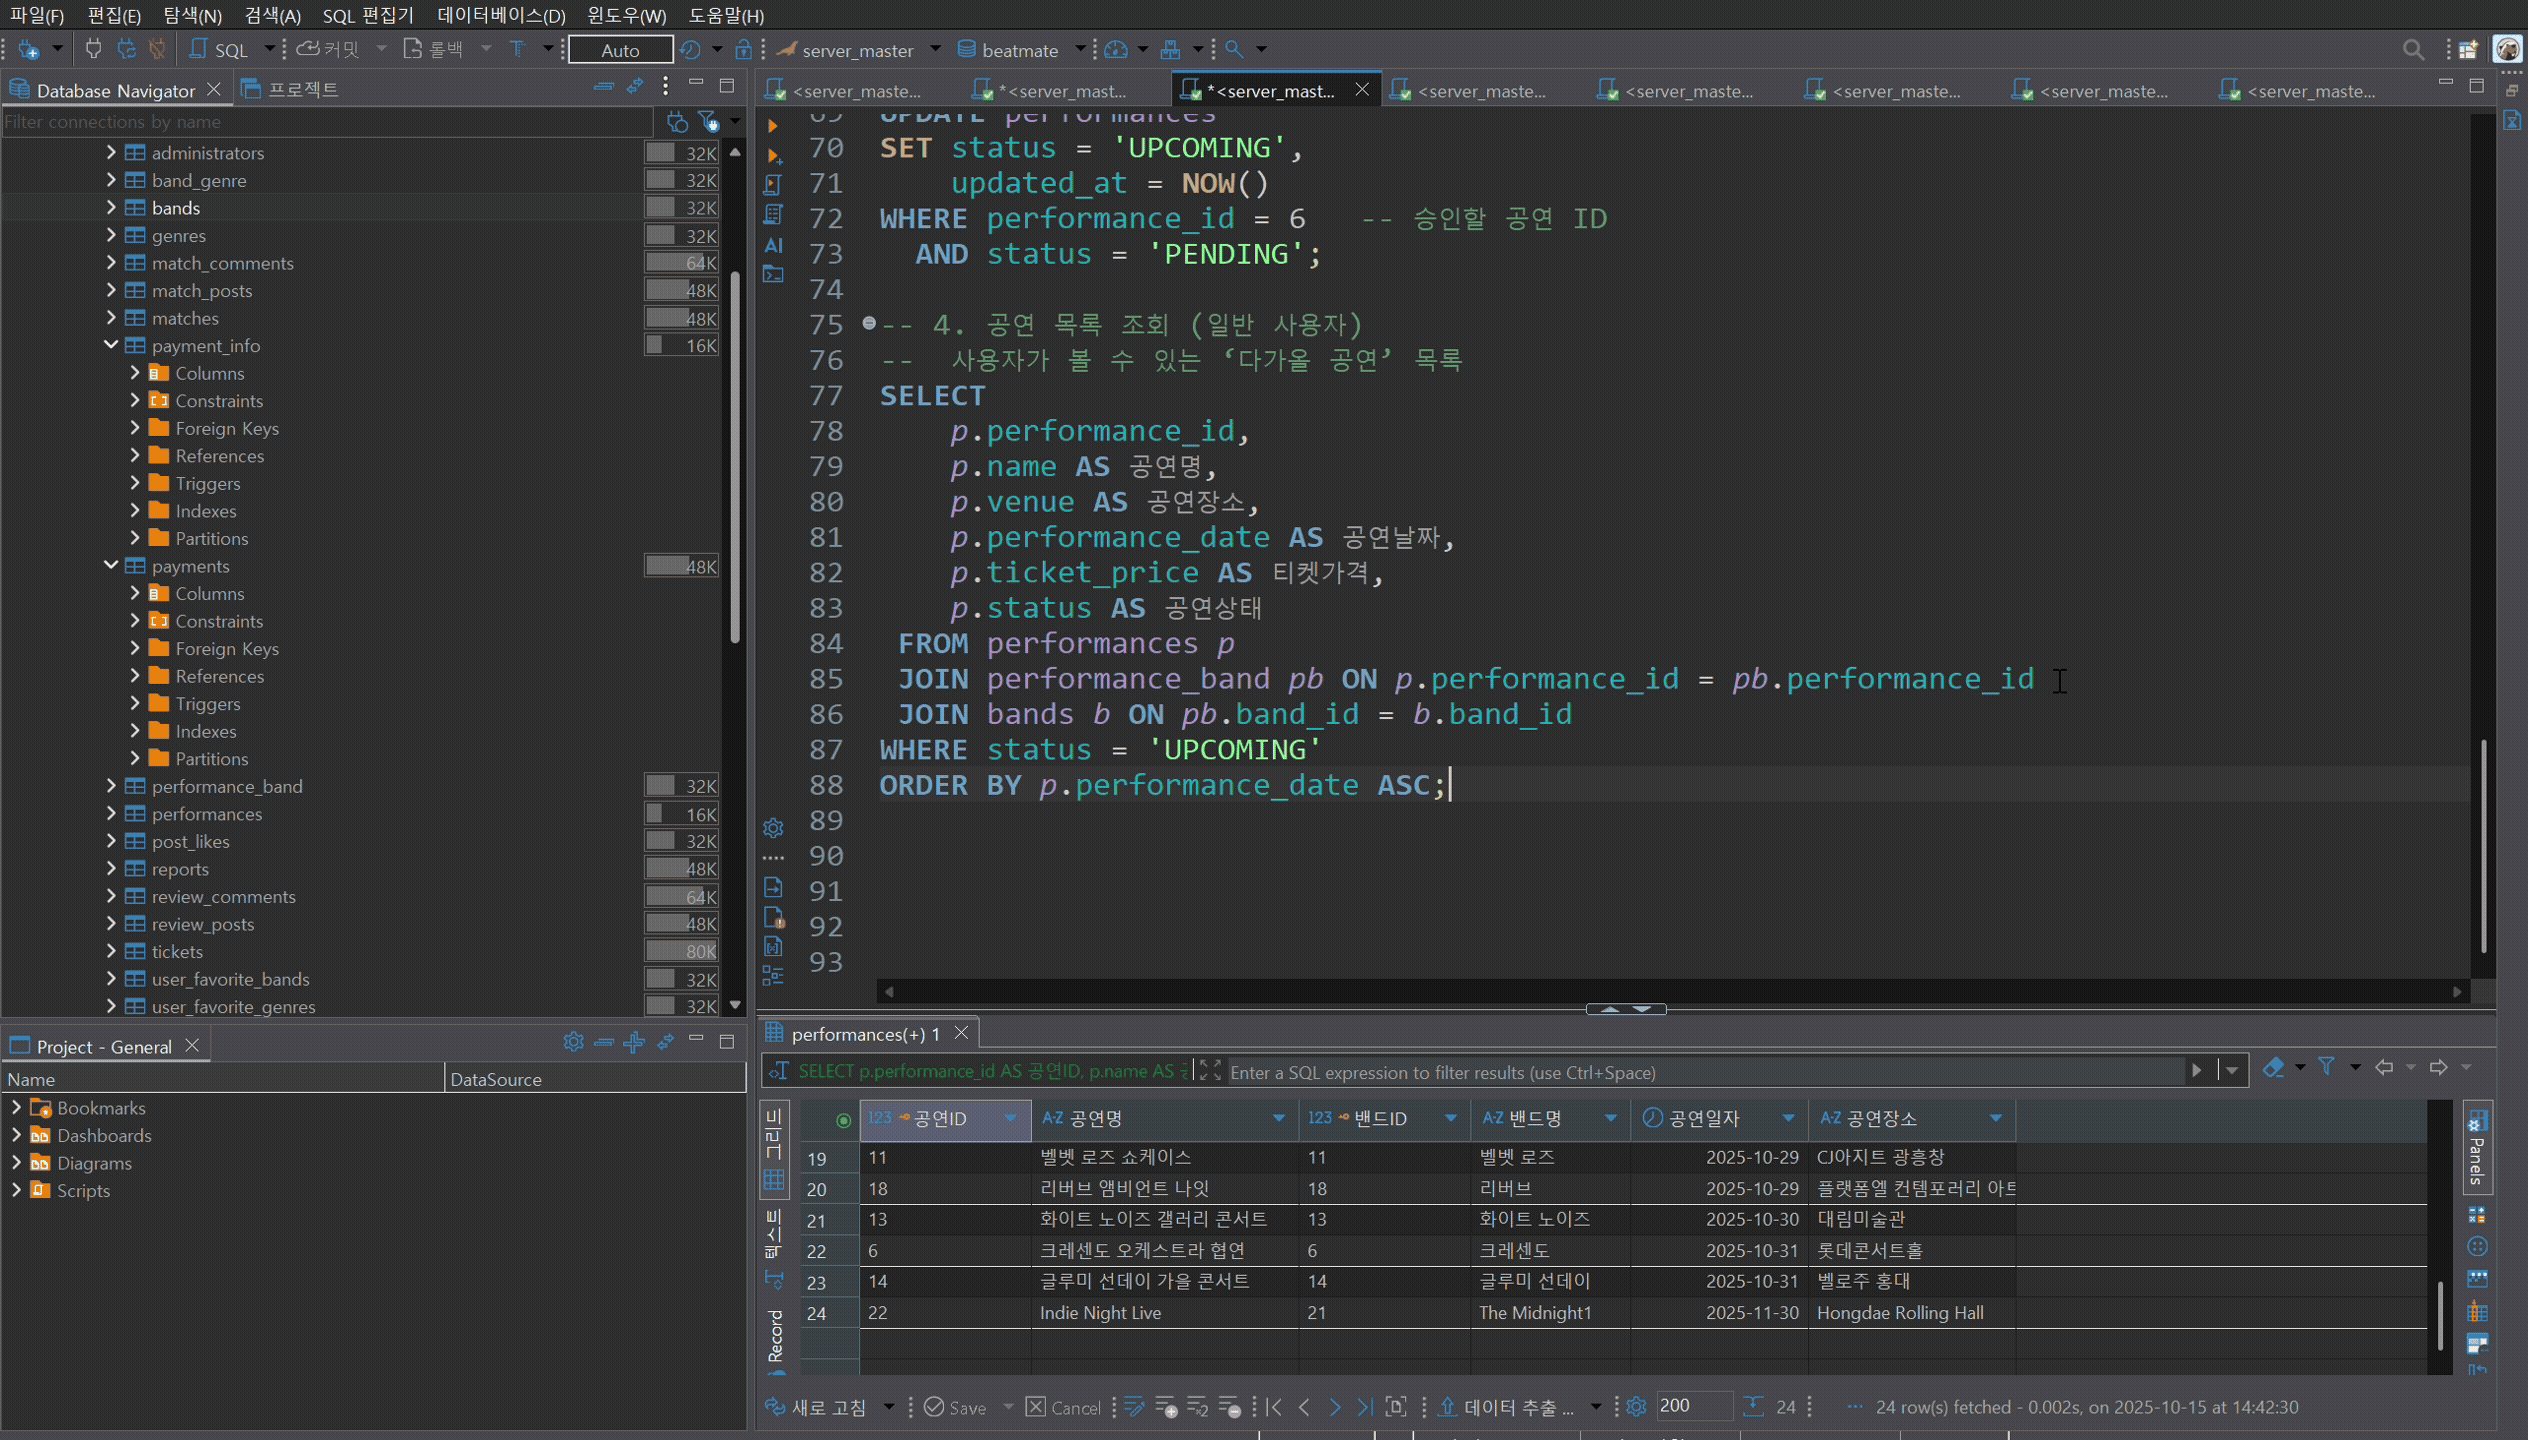 파일(F) 편집(E) 탐색(N) 검색(A) SQL 편집기 데이터베이스(D) 윈도우(W) 도움말(H)
SQL 커밋 롤백 Auto server_master beatmate
Database Navigator 프로젝트
Filter connections by name
administrators 32K
band_genre 32K
bands 32K
genres 32K
match_comments 64K
match_posts 48K
matches 48K
payment_info 16K
Columns
Constraints
Foreign Keys
References
Triggers
Indexes
Partitions
payments 48K
Columns
Constraints
Foreign Keys
References
Triggers
Indexes
Partitions
performance_band 32K
performances 16K
post_likes 32K
reports 48K
review_comments 64K
review_posts 48K
tickets 80K
user_favorite_bands 32K
user_favorite_genres 32K
Project - General
Name DataSource
Bookmarks
Dashboards
Diagrams
Scripts
<server_maste... *<server_mast... *<server_mast... <server_maste... <server_maste... <server_maste... <server_maste... <server_maste...
69 UPDATE performances
70 SET status = 'UPCOMING',
71 updated_at = NOW()
72 WHERE performance_id = 6 -- 승인할 공연 ID
73 AND status = 'PENDING';
74
75 -- 4. 공연 목록 조회 (일반 사용자)
76 -- 사용자가 볼 수 있는 ‘다가올 공연’ 목록
77 SELECT
78 p.performance_id,
79 p.name AS 공연명,
80 p.venue AS 공연장소,
81 p.performance_date AS 공연날짜,
82 p.ticket_price AS 티켓가격,
83 p.status AS 공연상태
84 FROM performances p
85 JOIN performance_band pb ON p.performance_id = pb.performance_id
86 JOIN bands b ON pb.band_id = b.band_id
87 WHERE status = 'UPCOMING'
88 ORDER BY p.performance_date ASC;
89
90
91
92
93
AI
performances(+) 1
SELECT p.performance_id AS 공연ID, p.name AS Enter a SQL expression to filter results (use Ctrl+Space)
그리드
텍스트
Record
Panels
123 공연ID A-Z 공연명 123 밴드ID A-Z 밴드명 공연일자 A-Z 공연장소
19 11 벨벳 로즈 쇼케이스 11 벨벳 로즈 2025-10-29 CJ아지트 광흥창
20 18 리버브 앰비언트 나잇 18 리버브 2025-10-29 플랫폼엘 컨템포러리 아트
21 13 화이트 노이즈 갤러리 콘서트 13 화이트 노이즈 2025-10-30 대림미술관
22 6 크레센도 오케스트라 협연 6 크레센도 2025-10-31 롯데콘서트홀
23 14 글루미 선데이 가을 콘서트 14 글루미 선데이 2025-10-31 벨로주 홍대
24 22 Indie Night Live 21 The Midnight1 2025-11-30 Hongdae Rolling Hall
새로 고침 Save Cancel 데이터 추출 ... 200 24 ... 24 row(s) fetched - 0.002s, on 2025-10-15 at 14:42:30